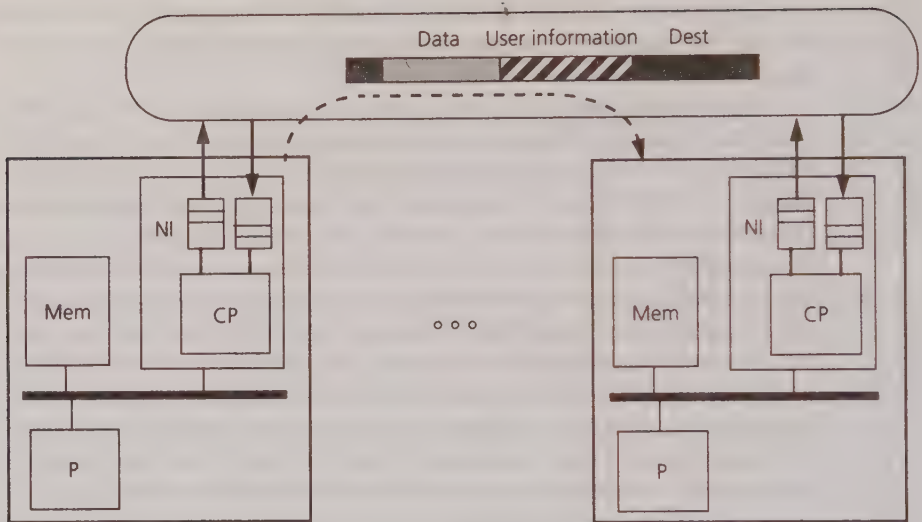 Data User information Dest
NI
NI
Mem
CP
Mem
CP
P
P